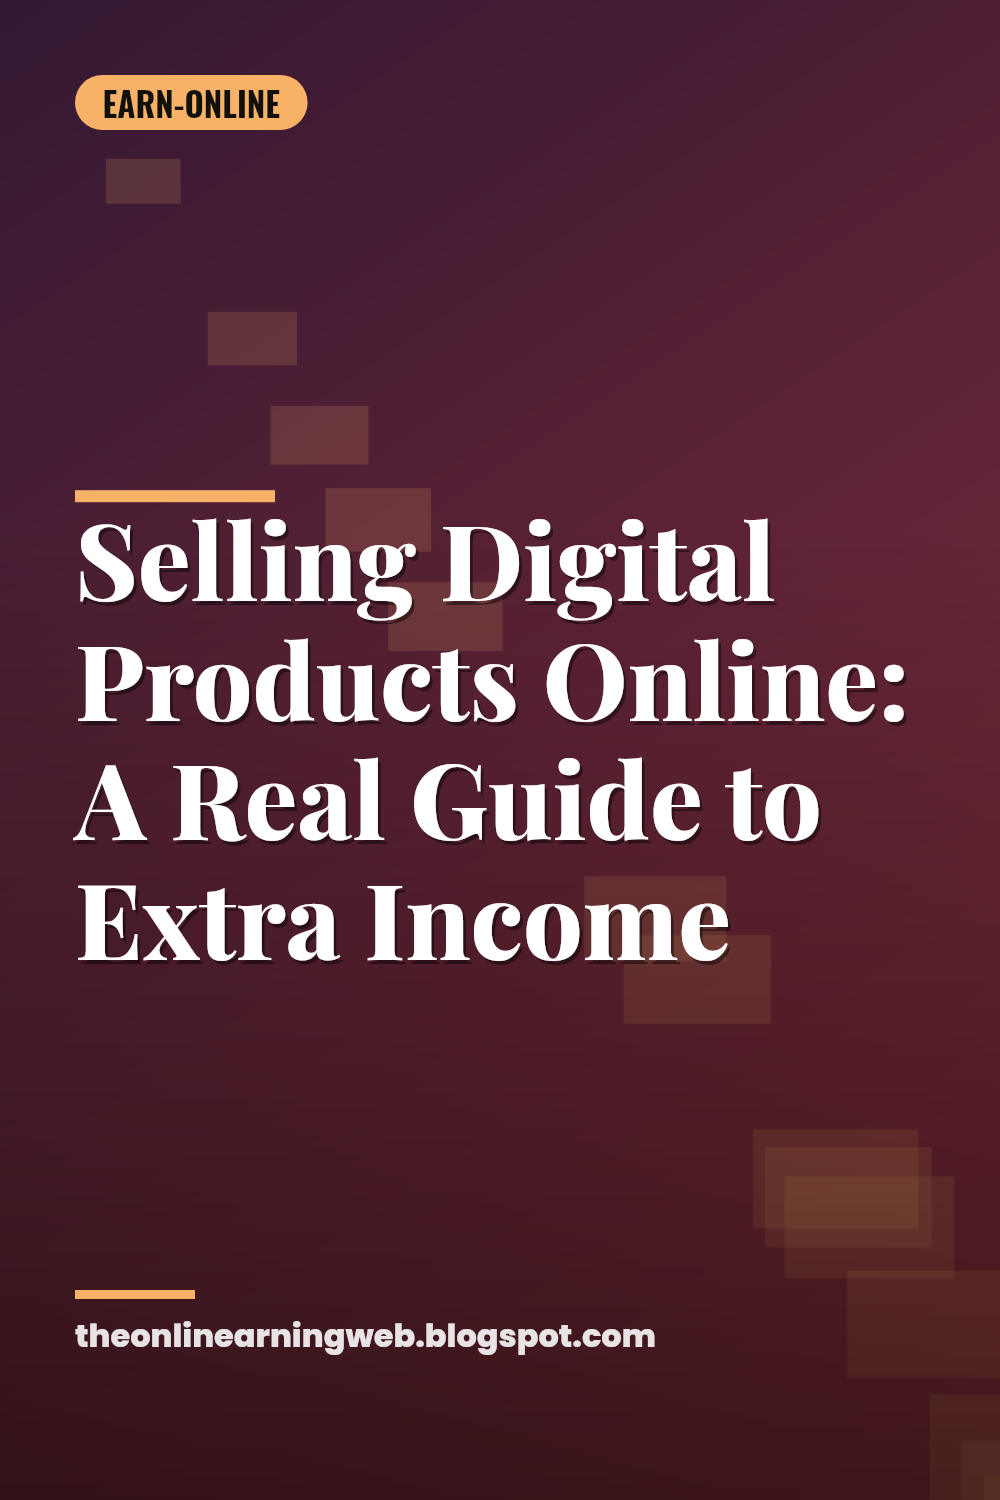 EARN-ONLINE
Selling Digital
Products Online:
A Real Guide to
Extra Income
theonlinearningweb.blogspot.com